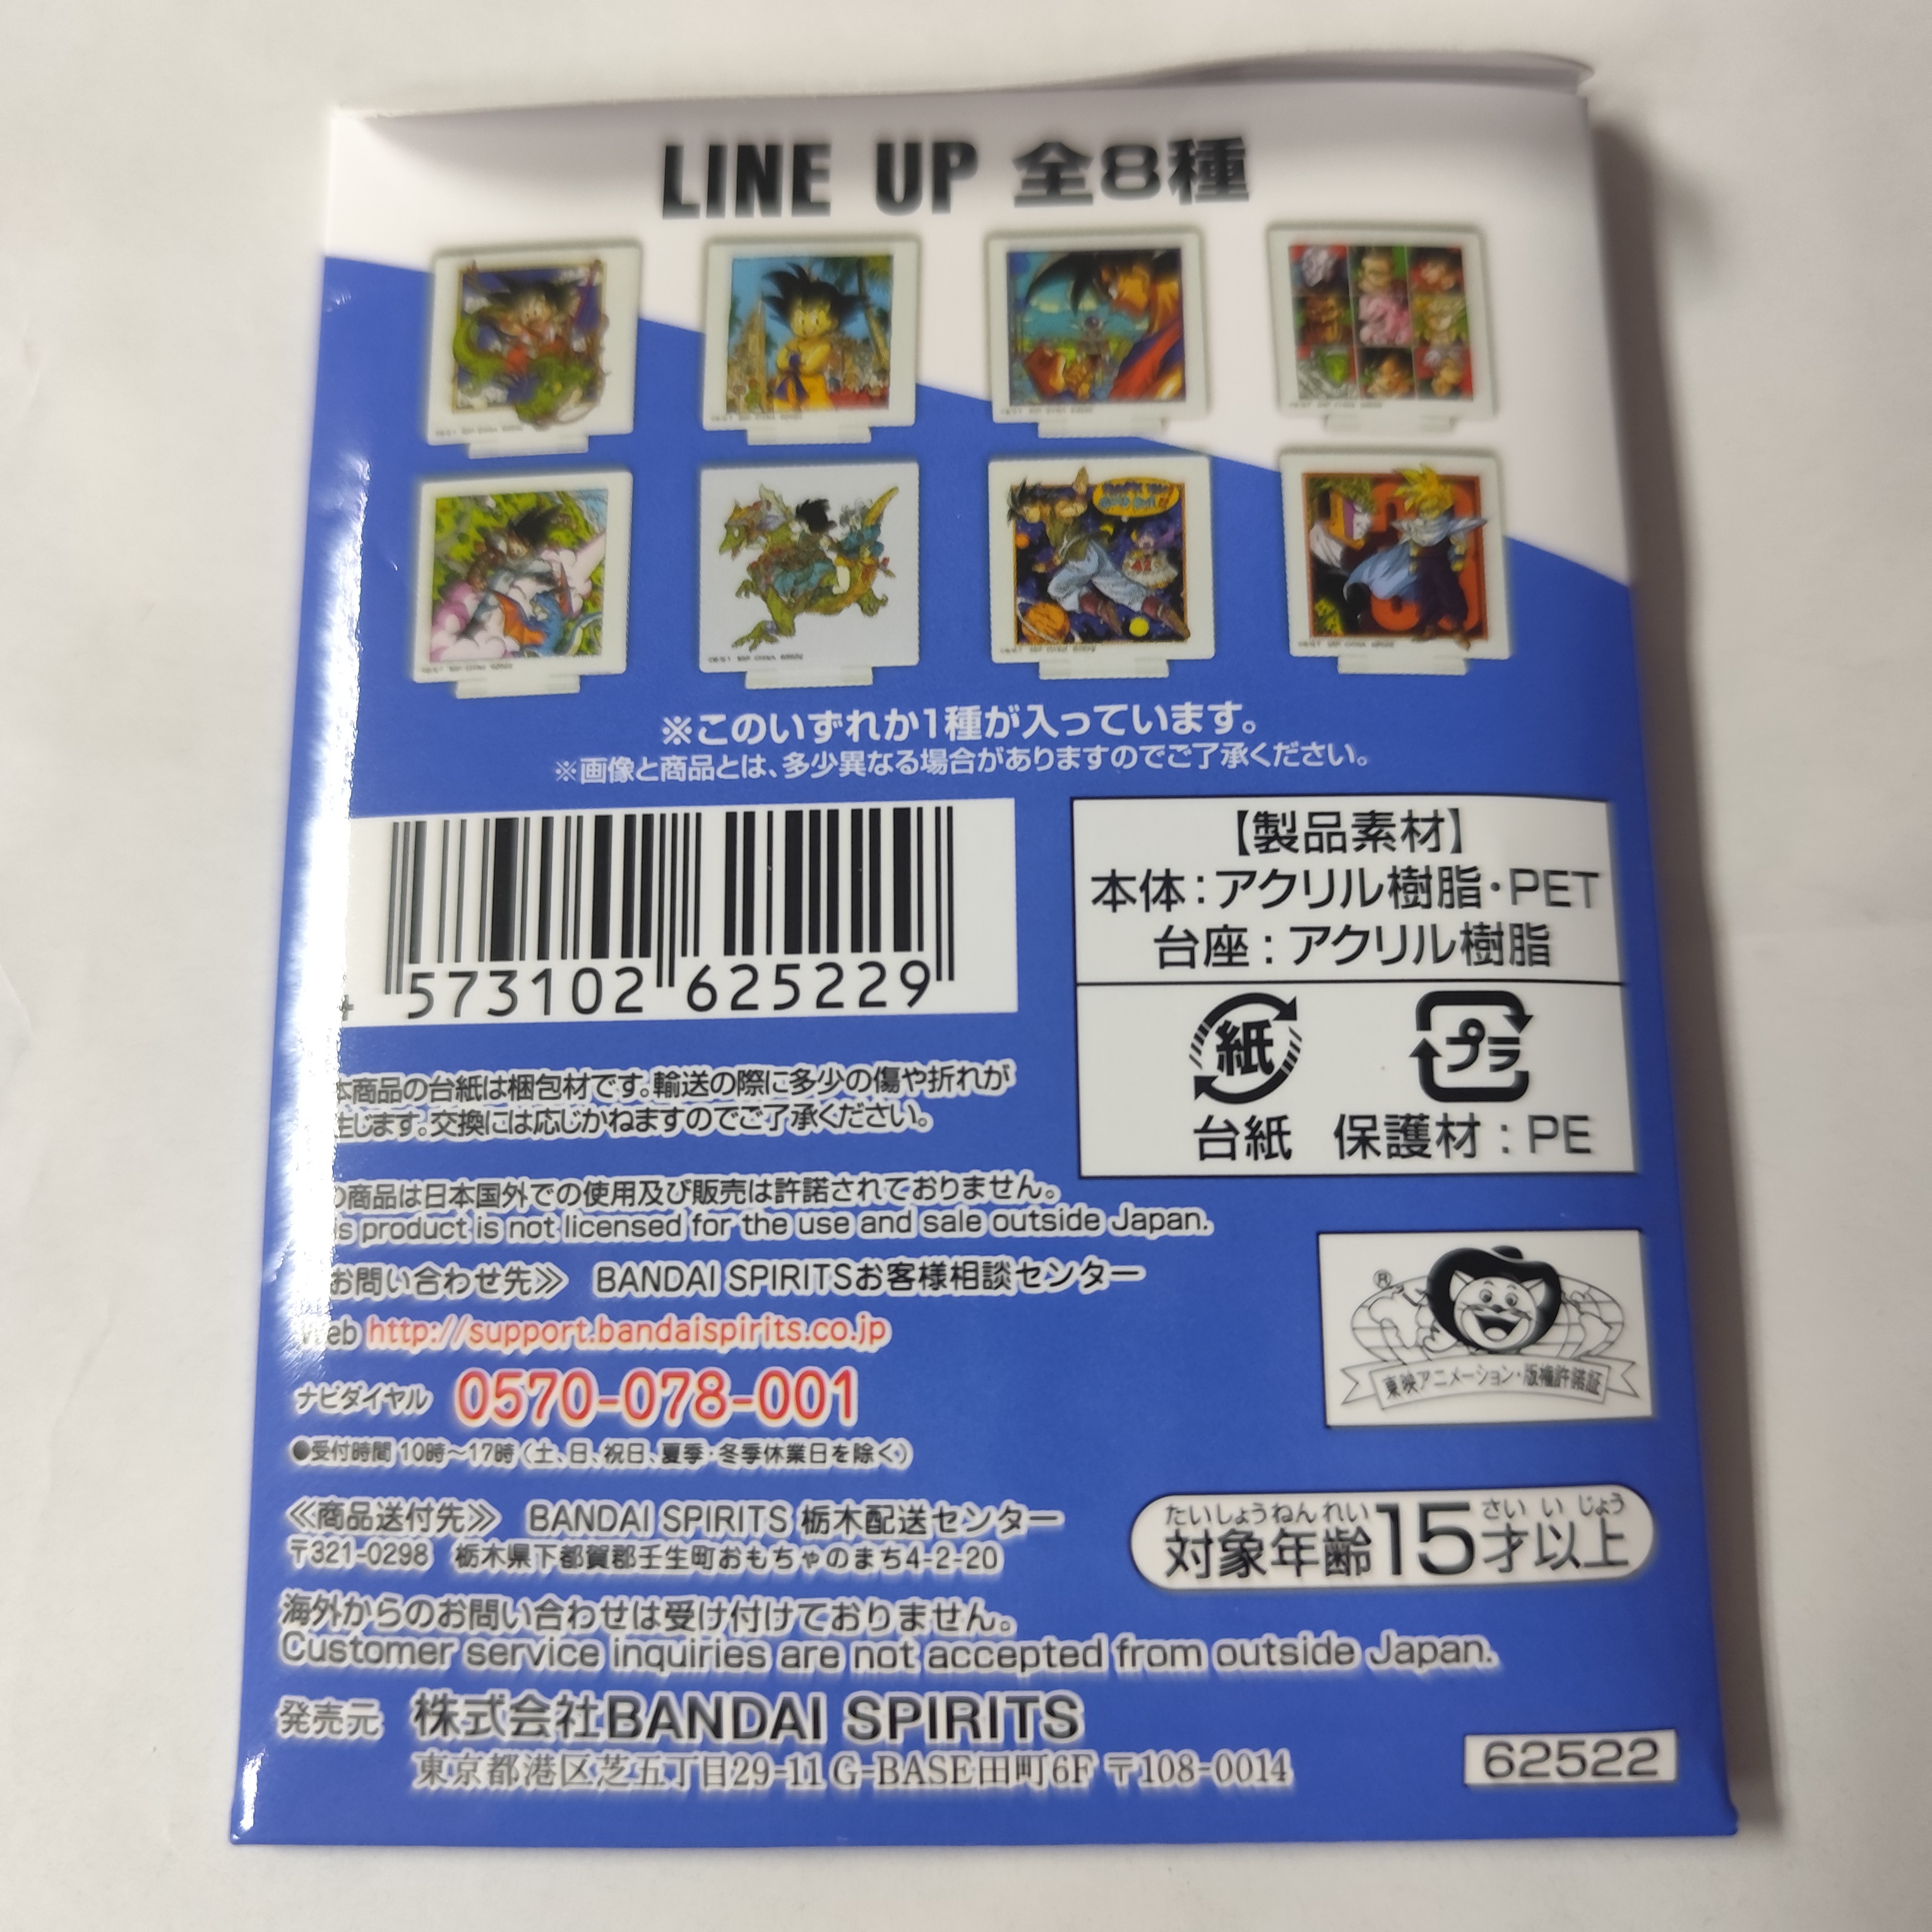 LINE UP 全8種
※このいずれか1種が入っています。
※画像と商品とは、多少異なる場合がありますのでご了承ください。
573102 625229
【製品素材】
本体：アクリル樹脂・PET
台座：アクリル樹脂
紙 プラ
台紙 保護材：PE
本商品の台紙は梱包材です。輸送の際に多少の傷や折れが
生じます。交換には応じかねますのでご了承ください。
商品は日本国外での使用及び販売は許諾されておりません。
product is not licensed for the use and sale outside Japan.
お問い合わせ先≫ BANDAI SPIRITSお客様相談センター
Web http://support.bandaispirits.co.jp
ナビダイヤル 0570-078-001
●受付時間 10時〜17時（土、日、祝日、夏季・冬季休業日を除く）
®
東映アニメーション・版権許諾証
≪商品送付先≫ BANDAI SPIRITS 栃木配送センター
〒321-0298 栃木県下都賀郡壬生町おもちゃのまち4-2-20
たいしょうねんれい さいいじょう
対象年齢15才以上
海外からのお問い合わせは受け付けておりません。
Customer service inquiries are not accepted from outside Japan.
発売元 株式会社BANDAI SPIRITS
東京都港区芝五丁目29-11 G-BASE田町6F 〒108-0014
62522